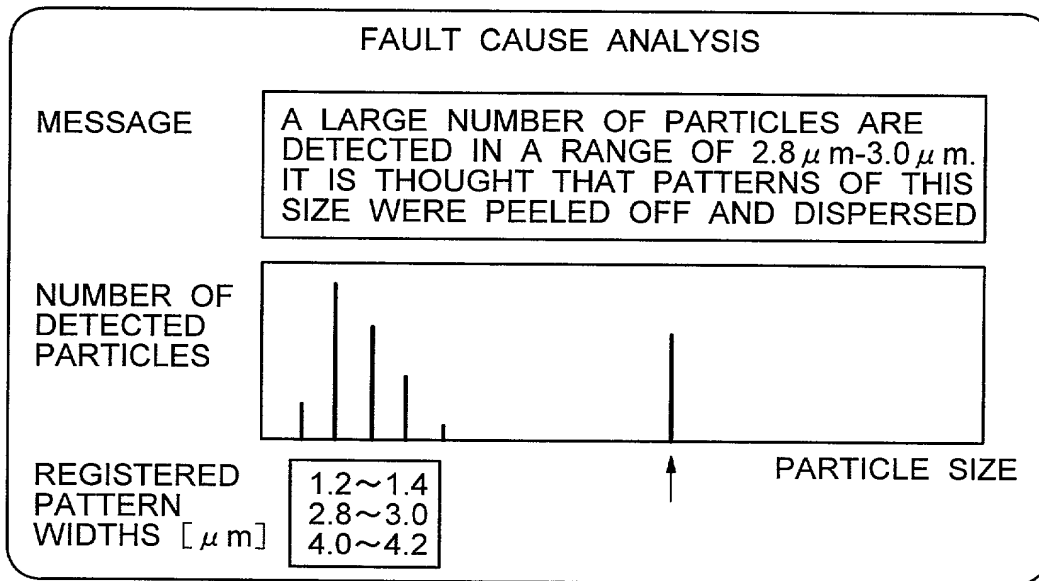 FAULT CAUSE ANALYSIS
MESSAGE
A LARGE NUMBER OF PARTICLES ARE
DETECTED IN A RANGE OF 2.8μm-3.0μm.
IT IS THOUGHT THAT PATTERNS OF THIS
SIZE WERE PEELED OFF AND DISPERSED
NUMBER OF
DETECTED
PARTICLES
PARTICLE SIZE
REGISTERED
PATTERN
WIDTHS [μm]
1.2~1.4
2.8~3.0
4.0~4.2